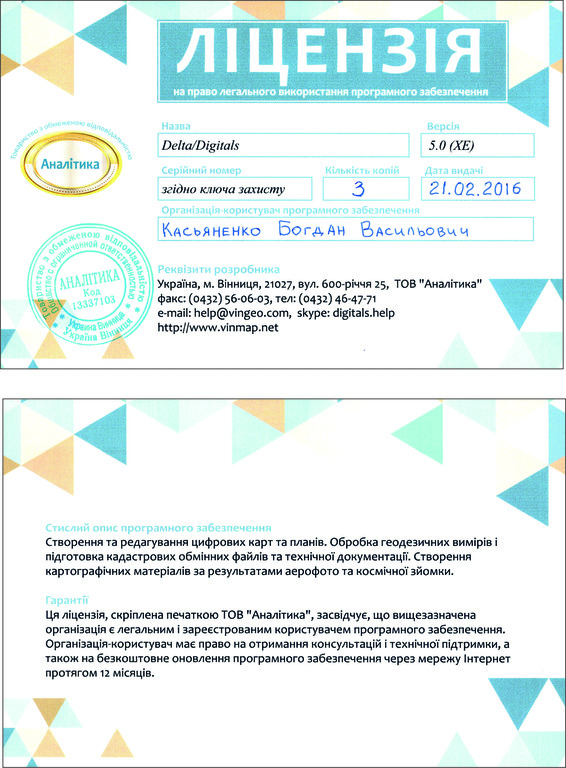 ЛІЦЕНЗІЯ
на право легального використання програмного забезпечення
Товариство з обмеженою відповідальністю
Аналітика
Назва
Версія
Delta/Digitals
5.0 (XE)
Серійний номер
Кількість копій
Дата видачі
згідно ключа захисту
3
21.02.2016
Організація-користувач програмного забезпечення
Касьяненко Богдан Васильович
Товариство з обмеженою відповідальністю
Общество с ограниченной ответственностью
АНАЛІТИКА
Код
13337103
Украина Винница
Україна Вінниця
Реквізити розробника
Україна, м. Вінниця, 21027, вул. 600-річчя 25, ТОВ "Аналітика"
факс: (0432) 56-06-03, тел: (0432) 46-47-71
e-mail: help@vingeo.com, skype: digitals.help
http://www.vinmap.net
Стислий опис програмного забезпечення
Створення та редагування цифрових карт та планів. Обробка геодезичних вимірів і
підготовка кадастрових обмінних файлів та технічної документації. Створення
картографічних матеріалів за результатами аерофото та космічної зйомки.
Гарантії
Ця ліцензія, скріплена печаткою ТОВ "Аналітика", засвідчує, що вищезазначена
організація є легальним і зареєстрованим користувачем програмного забезпечення.
Організація-користувач має право на отримання консультацій і технічної підтримки, а
також на безкоштовне оновлення програмного забезпечення через мережу Інтернет
протягом 12 місяців.